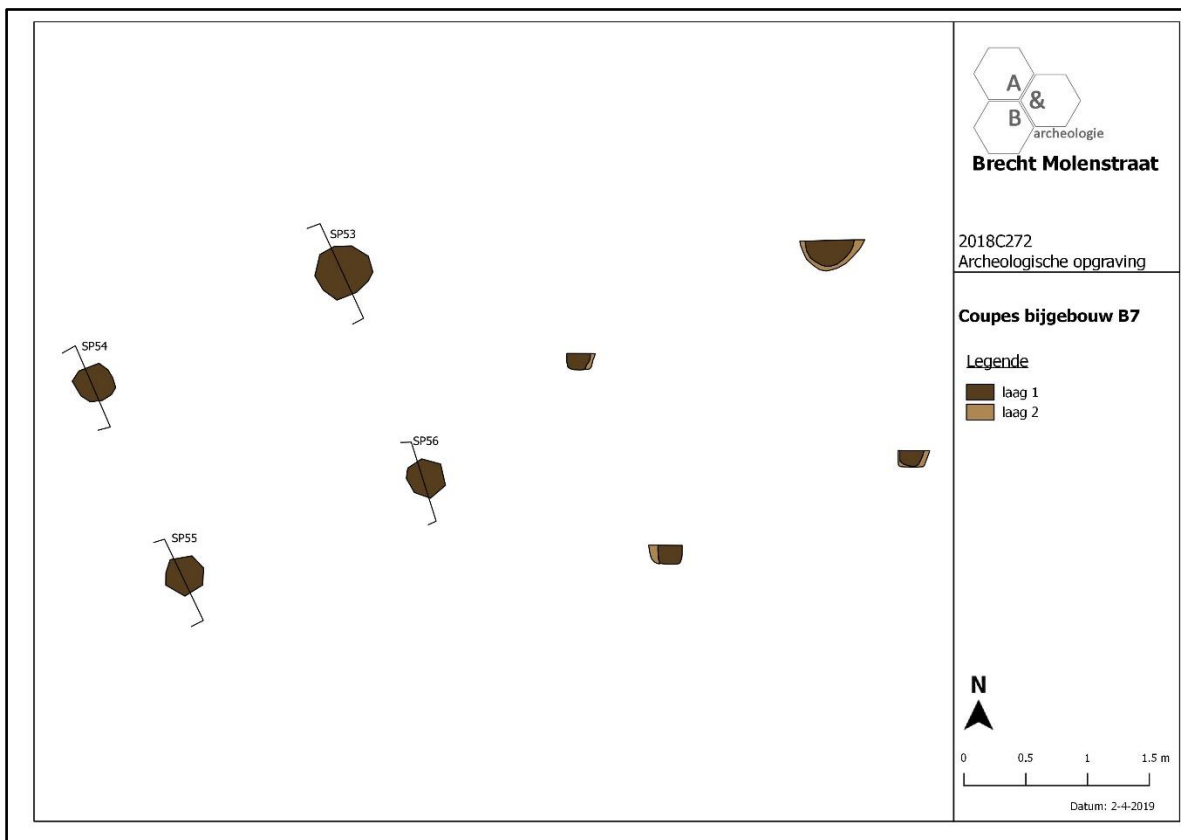 SP53
SP54
SP56
SP55
A
&
B
archeologie
Brecht Molenstraat
2018C272
Archeologische opgraving
Coupes bijgebouw B7
Legende
laag 1
laag 2
N
0 0.5 1 1.5 m
Datum: 2-4-2019